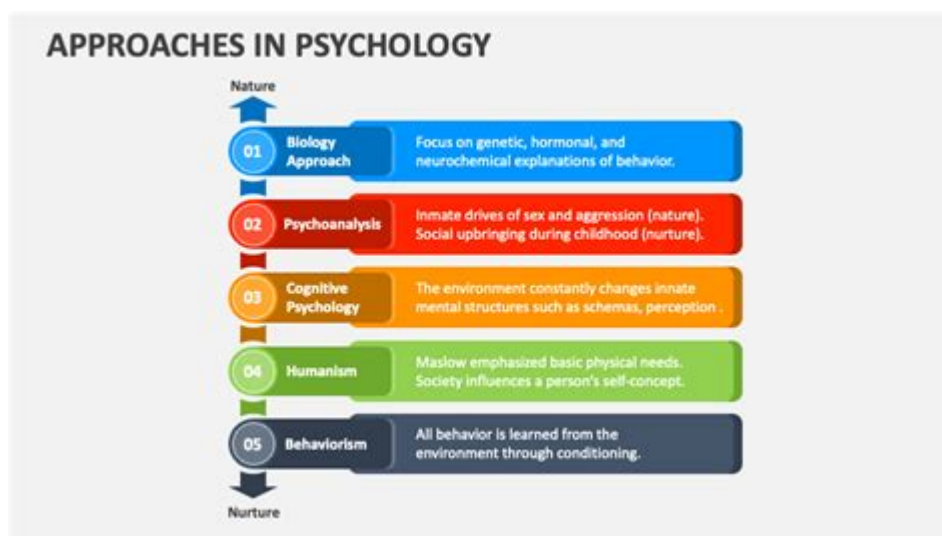 APPROACHES IN PSYCHOLOGY
Nature
01
Biology
Approach
Focus on genetic, hormonal, and
neurochemical explanations of behavior.
02
Psychoanalysis
Inmate drives of sex and aggression (nature).
Social upbringing during childhood (nurture).
03
Cognitive
Psychology
The environment constantly changes innate
mental structures such as schemas, perception .
04
Humanism
Maslow emphasized basic physical needs.
Society influences a person's self-concept.
05
Behaviorism
All behavior is learned from the
environment through conditioning.
Nurture